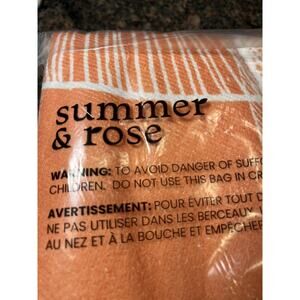 summer
& rose
WARNING: TO AVOID DANGER OF SUFFO
CHILDREN. DO NOT USE THIS BAG IN CR
AVERTISSEMENT: POUR ÉVITER TOUT D
NE PAS UTILISER DANS LES BERCEAUX,
AU NEZ ET À LA BOUCHE ET EMPÊCHER